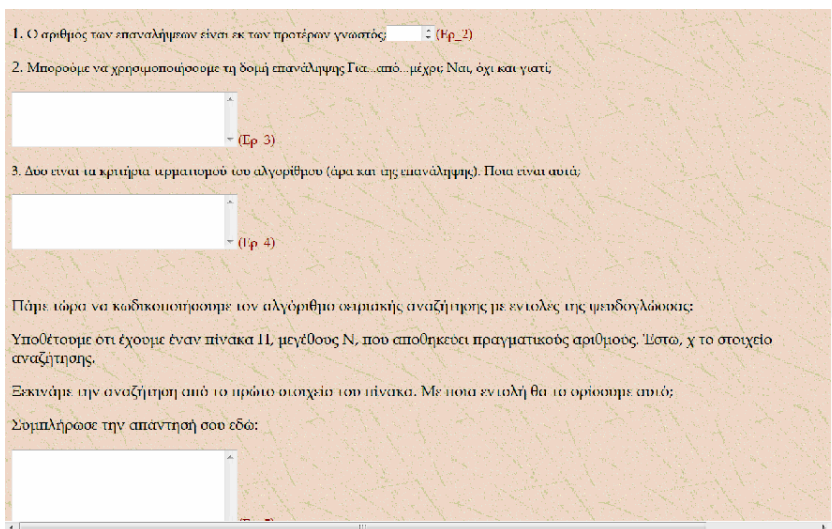 1. Ο αριθμος των επαναλήψεων είναι εκ των προτέρων γνωστός; (Ερ_2)
2. Μπορούμε να χρησιμοποιήσουμε τη δομή επανάληψης Για...από...μέχρι; Ναι, όχι και γιατί;
(Ερ_3)
3. Δύο είναι τα κριτήρια τερματισμού του αλγορίθμου (άρα και της επανάληψης). Ποια είναι αυτά;
(Ερ_4)
Πάμε τώρα να κωδικοποιήσουμε τον αλγόριθμο σειριακής αναζήτησης με εντολές της ψευδογλώσσας:
Υποθέτουμε ότι έχουμε έναν πίνακα Π, μεγέθους Ν, που αποθηκεύει πραγματικούς αριθμούς. Έστω, χ το στοιχείο
αναζήτησης.
Ξεκινάμε την αναζήτηση από το πρώτο στοιχείο του πίνακα. Με ποια εντολή θα το ορίσουμε αυτό;
Συμπλήρωσε την απάντησή σου εδώ: